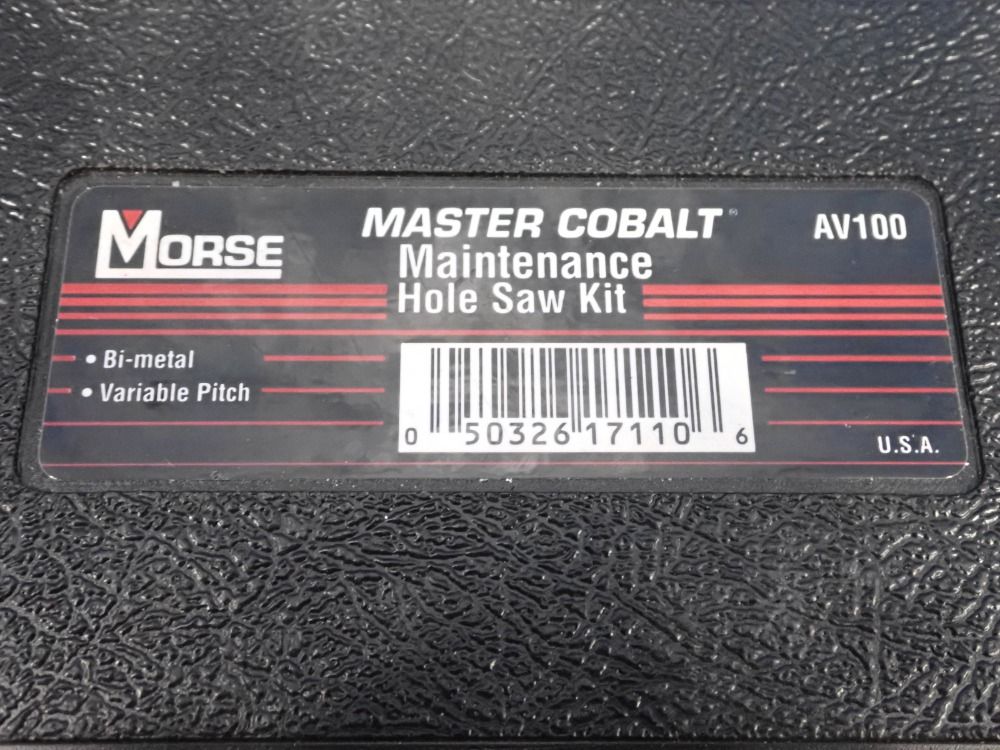 MORSE
MASTER COBALT® AV100
Maintenance
Hole Saw Kit
• Bi-metal
• Variable Pitch
0 50326 17110 6
U.S.A.